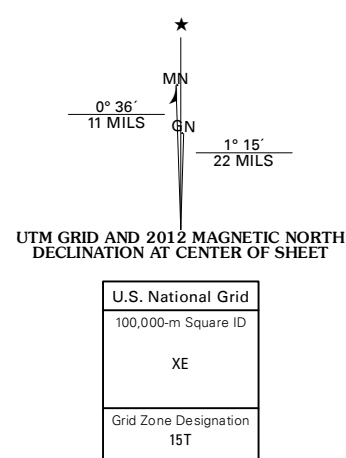 ★
MN
0° 36´
11 MILS
GN
1° 15´
22 MILS
UTM GRID AND 2012 MAGNETIC NORTH
DECLINATION AT CENTER OF SHEET
U.S. National Grid
100,000-m Square ID
XE
Grid Zone Designation
15T